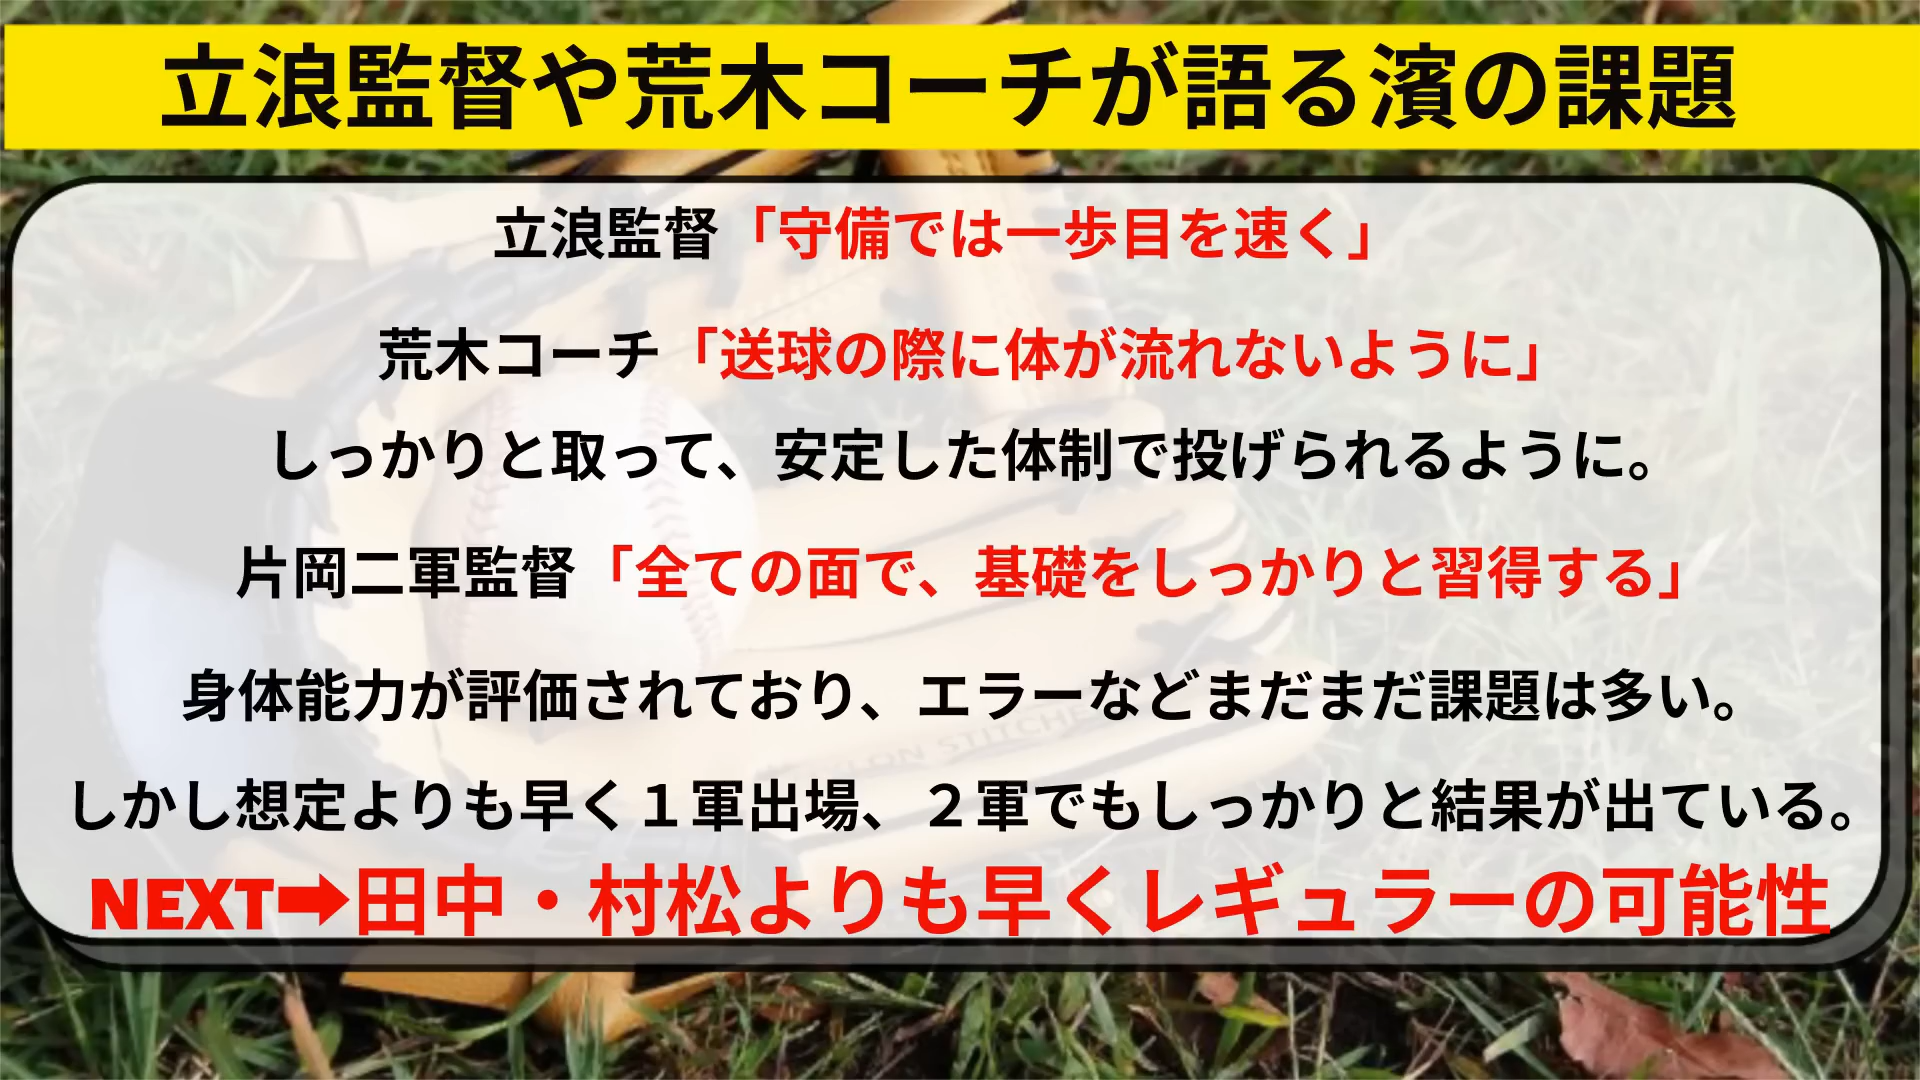 立浪監督や荒木コーチが語る濱の課題
立浪監督「守備では一歩目を速く」
荒木コーチ「送球の際に体が流れないように」
しっかりと取って、安定した体制で投げられるように。
片岡二軍監督「全ての面で、基礎をしっかりと習得する」
身体能力が評価されており、エラーなどまだまだ課題は多い。
しかし想定よりも早く１軍出場、２軍でもしっかりと結果が出ている。
NEXT➡田中・村松よりも早くレギュラーの可能性